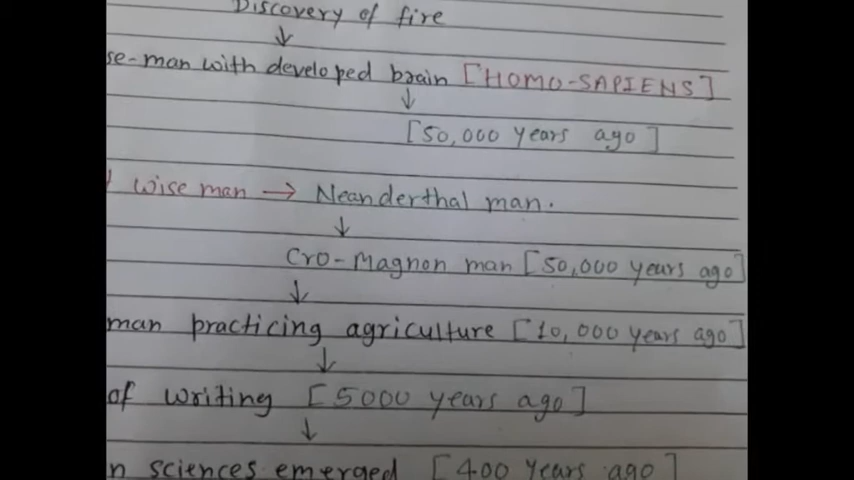 Discovery of fire
↓
se-man with developed brain [HOMO-SAPIENS]
↓
[50,000 years ago]
wise man → Neanderthal man.
↓
Cro-Magnon man [50,000 years ago]
↓
man practicing agriculture [10,000 years ago]
↓
of writing [5000 years ago]
↓
n sciences emerged [400 years ago]